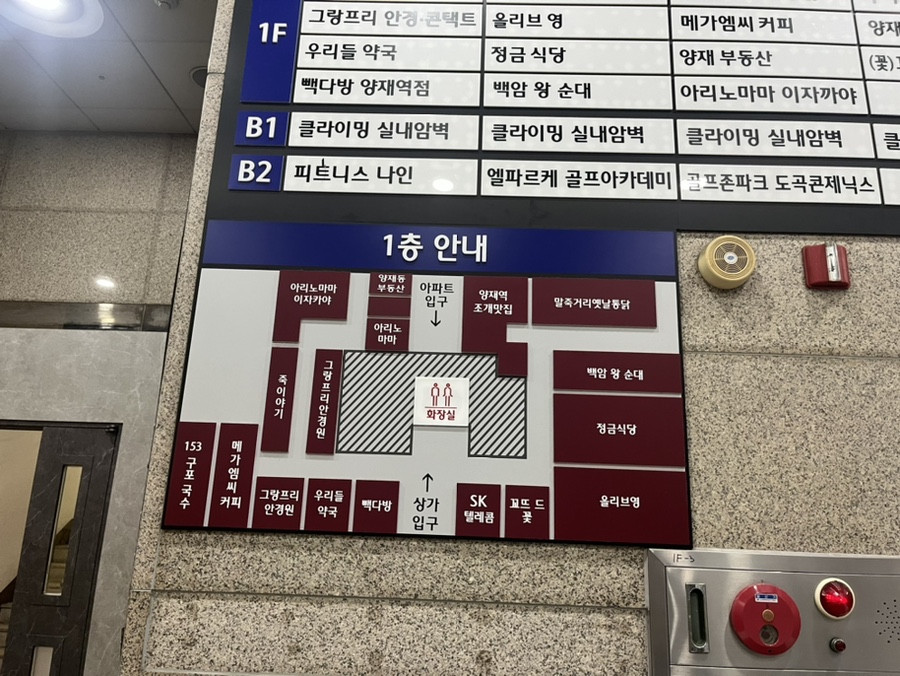 1F
그랑프리 안경·콘택트 올리브 영 메가엠씨 커피 양재
우리들 약국 정금 식당 양재 부동산 (꽃)
빽다방 양재역점 백암 왕 순대 아리노마마 이자까야
B1 클라이밍 실내암벽 클라이밍 실내암벽 클라이밍 실내암벽 클
B2 피트니스 나인 엘파르케 골프아카데미 골프존파크 도곡콘제닉스
1층 안내
아리노마마
이자카야
양재동
부동산
아파트
입구
↓
양재역
조개맛집
말죽거리옛날통닭
아리노
마마
죽이야기
그랑프리안경원
화장실
백암 왕 순대
정금식당
153
구포국수
메가엠씨커피
그랑프리
안경원
우리들
약국
빽다방
↑
상가
입구
SK
텔레콤
꼬뜨 드
꽃
올리브영
1F-3